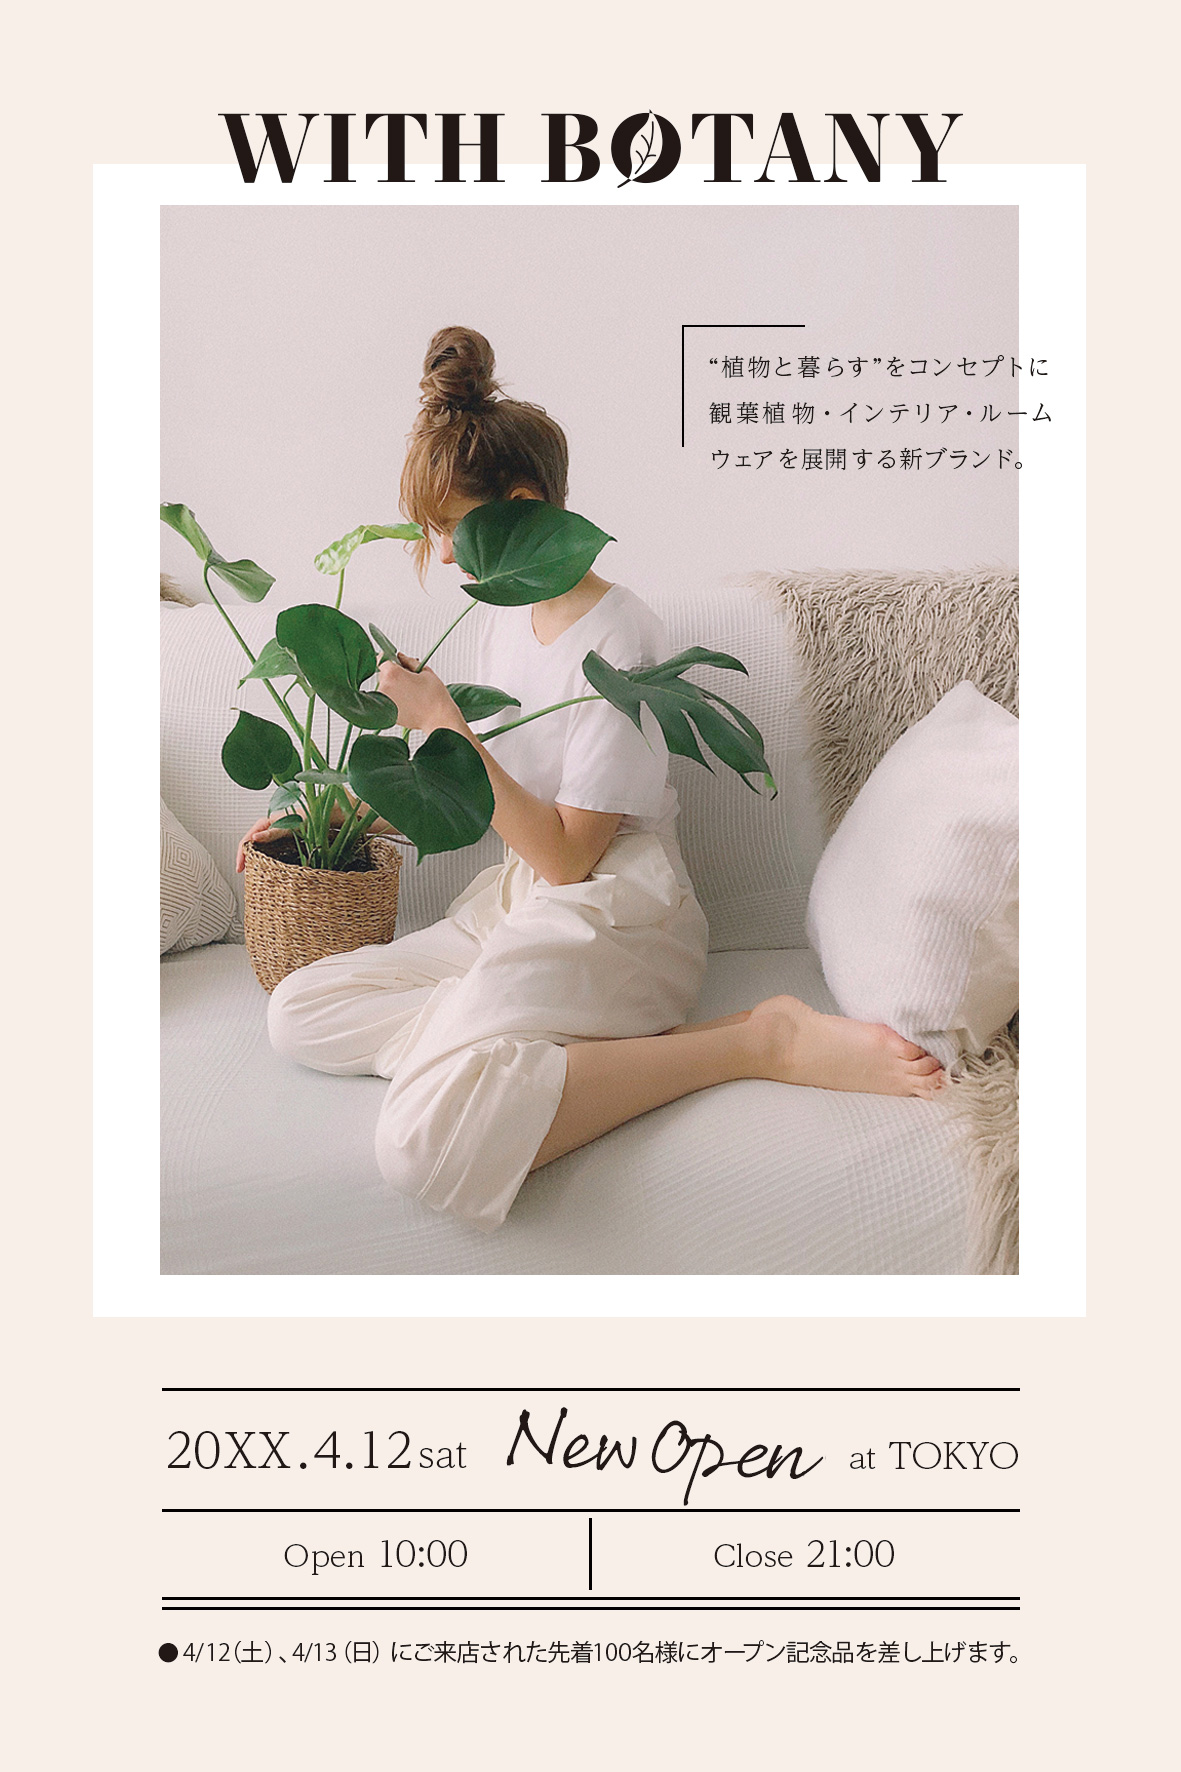 WITH BOTANY
“植物と暮らす”をコンセプトに
観葉植物・インテリア・ルーム
ウェアを展開する新ブランド。
20XX.4.12sat New Open at TOKYO
Open 10:00 Close 21:00
●4/12(土)、4/13(日)にご来店された先着100名様にオープン記念品を差し上げます。